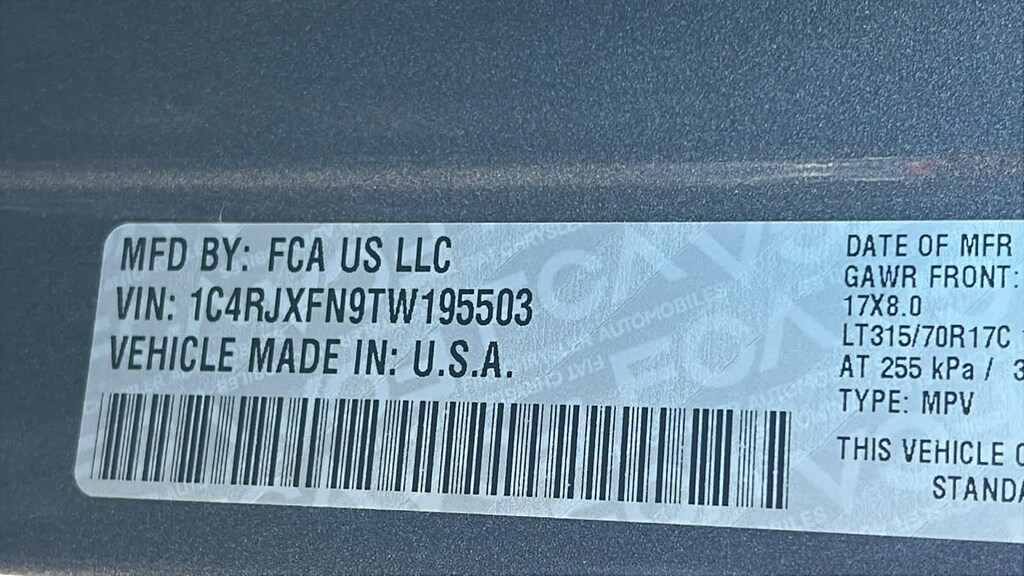 MFD BY: FCA US LLC
VIN: 1C4RJXFN9TW195503
VEHICLE MADE IN: U.S.A.
DATE OF MFR
GAWR FRONT:
17X8.0
LT315/70R17C
AT 255 kPa / 3
TYPE: MPV
THIS VEHICLE